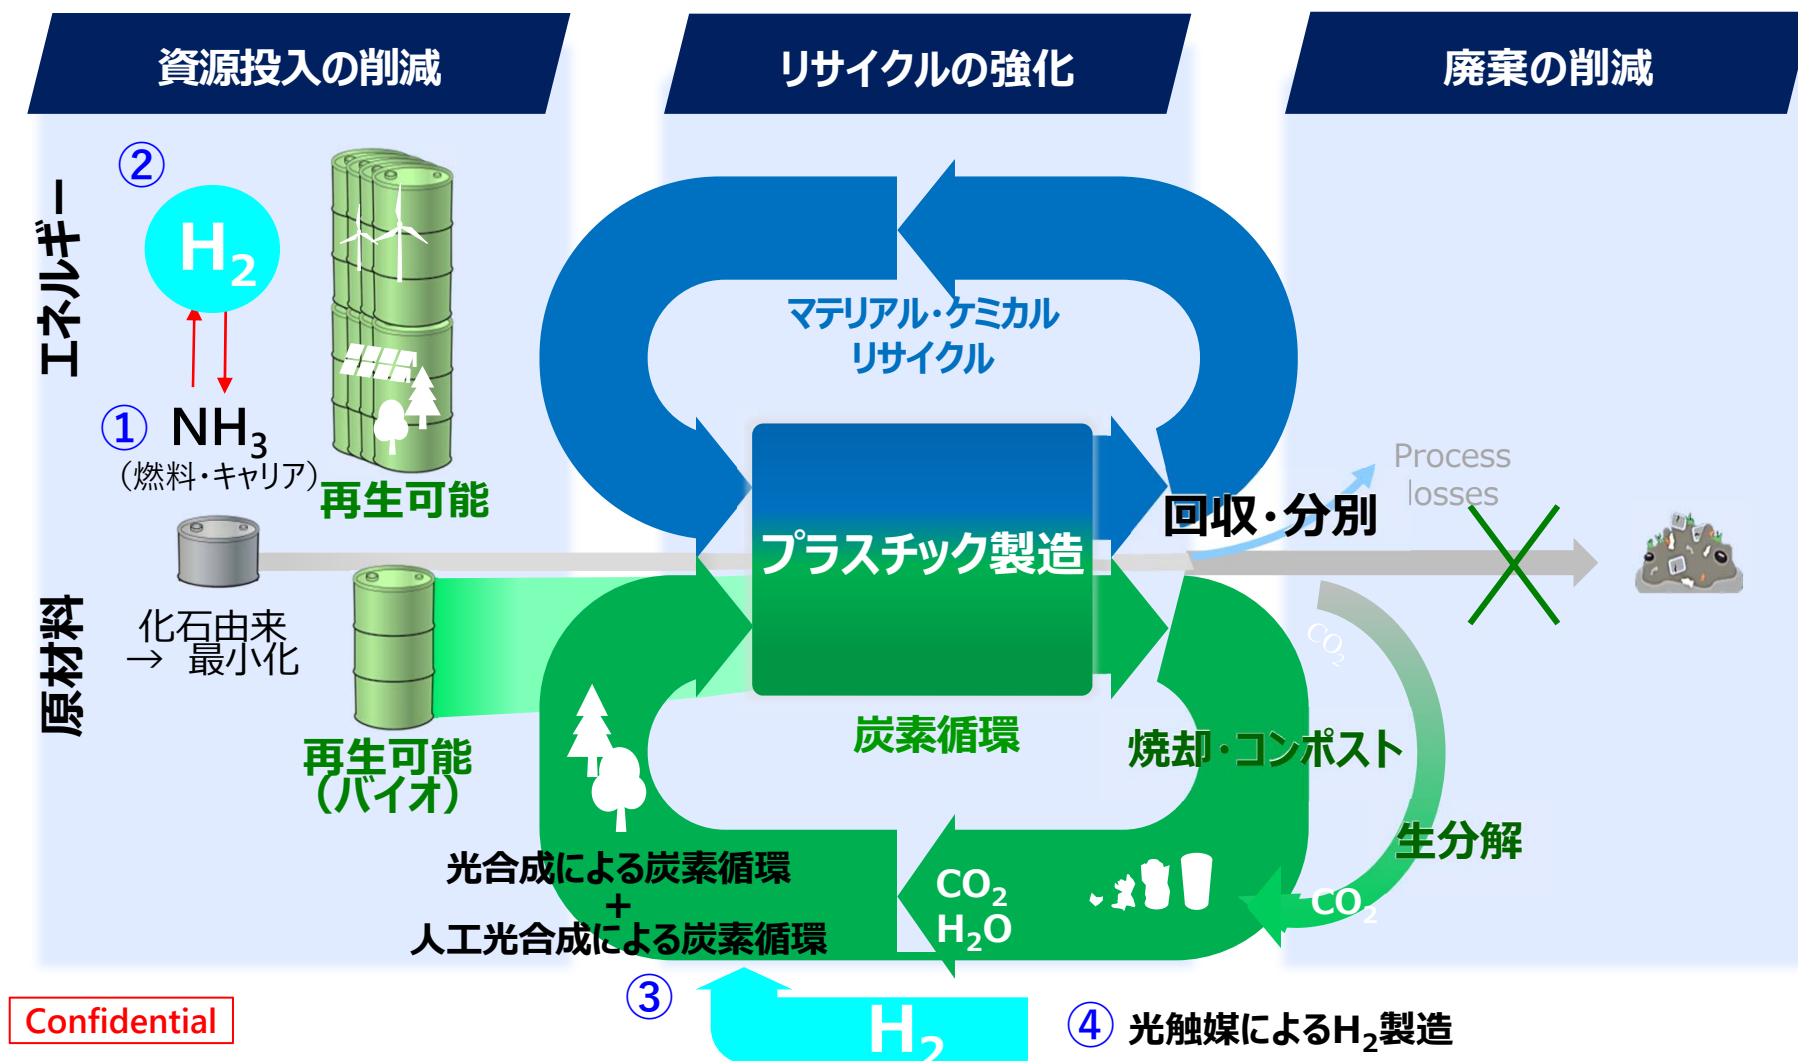 資源投入の削減
リサイクルの強化
廃棄の削減
エネルギー
②
H₂
① NH₃
（燃料・キャリア）
再生可能
マテリアル・ケミカル
リサイクル
プラスチック製造
回収・分別
Process
losses
原材料
化石由来
→ 最小化
再生可能
（バイオ）
炭素循環
CO₂
焼却・コンポスト
生分解
CO₂
光合成による炭素循環
+
人工光合成による炭素循環
CO₂
H₂O
③
H₂
④ 光触媒によるH₂製造
Confidential